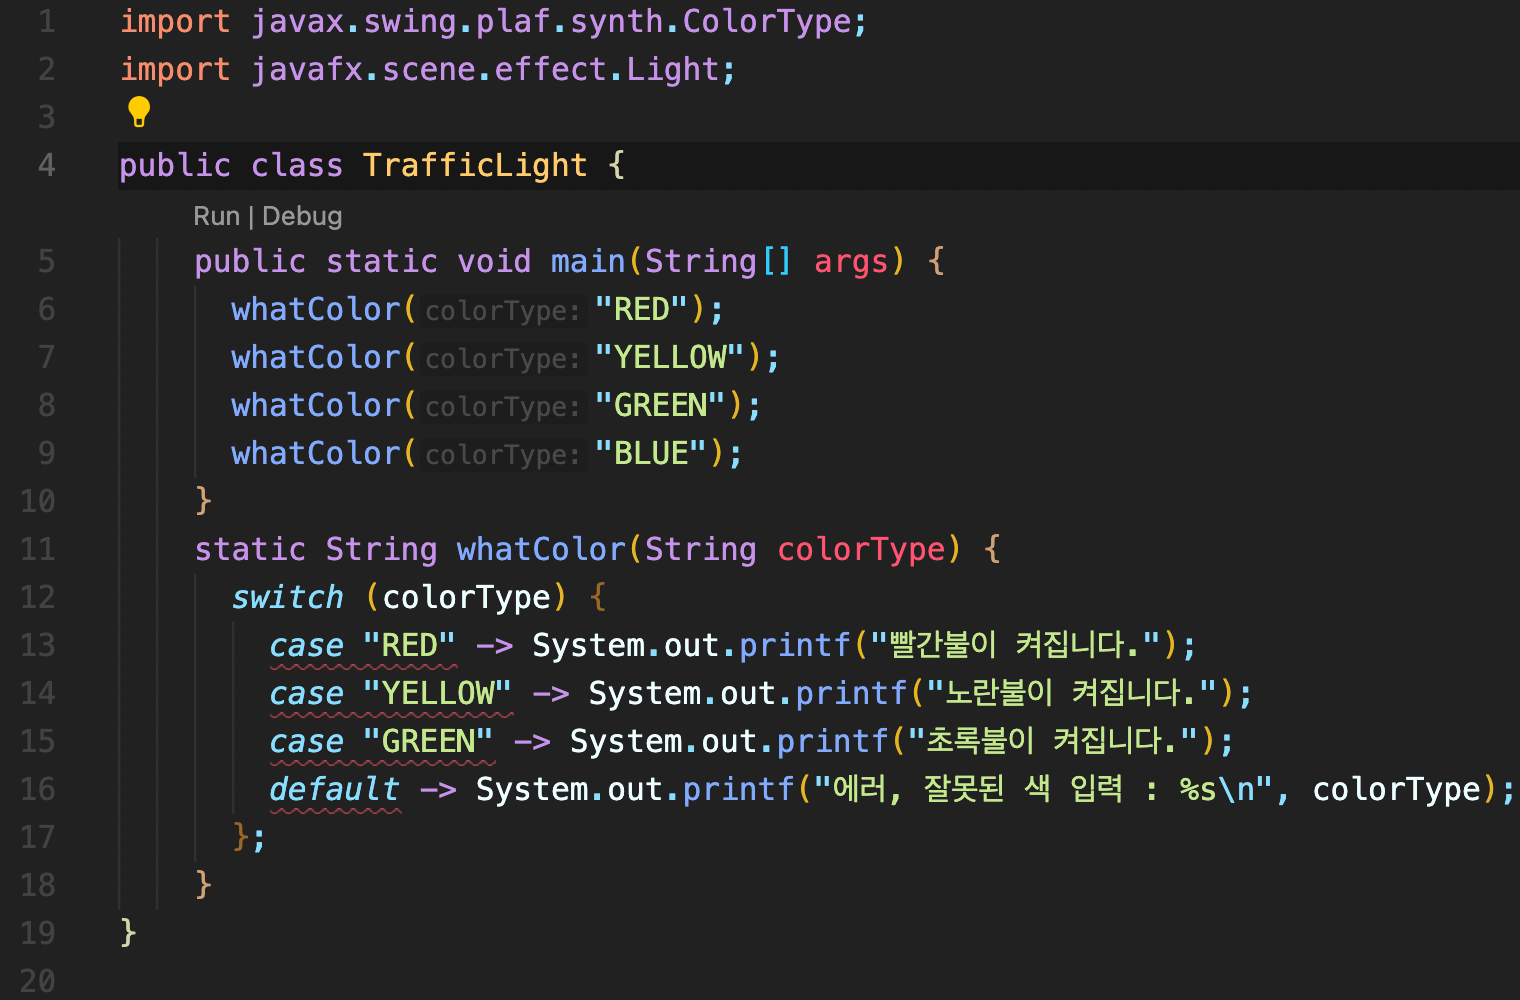 1 import javax.swing.plaf.synth.ColorType;
2 import javafx.scene.effect.Light;
3
4 public class TrafficLight {
Run | Debug
5 public static void main(String[] args) {
6 whatColor(colorType: "RED");
7 whatColor(colorType: "YELLOW");
8 whatColor(colorType: "GREEN");
9 whatColor(colorType: "BLUE");
10 }
11 static String whatColor(String colorType) {
12 switch (colorType) {
13 case "RED" -> System.out.printf("빨간불이 켜집니다.");
14 case "YELLOW" -> System.out.printf("노란불이 켜집니다.");
15 case "GREEN" -> System.out.printf("초록불이 켜집니다.");
16 default -> System.out.printf("에러, 잘못된 색 입력 : %s\n", colorType);
17 };
18 }
19 }
20